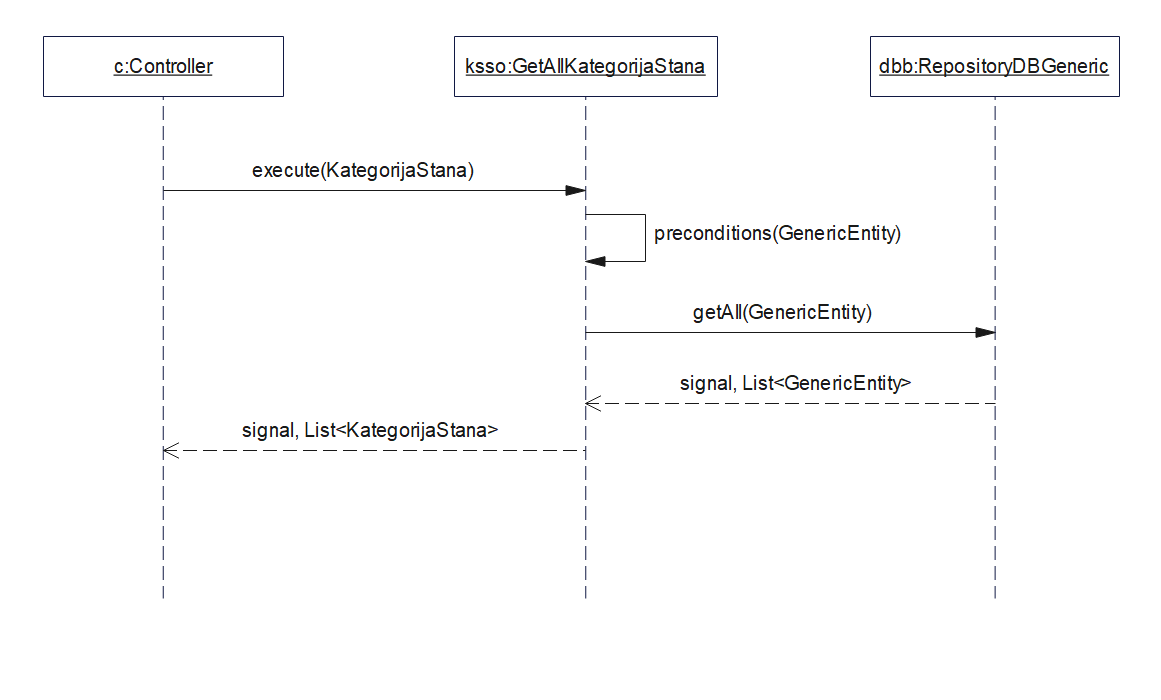 c:Controller
ksso:GetAllKategorijaStana
dbb:RepositoryDBGeneric
execute(KategorijaStana)
preconditions(GenericEntity)
getAll(GenericEntity)
signal, List<GenericEntity>
signal, List<KategorijaStana>